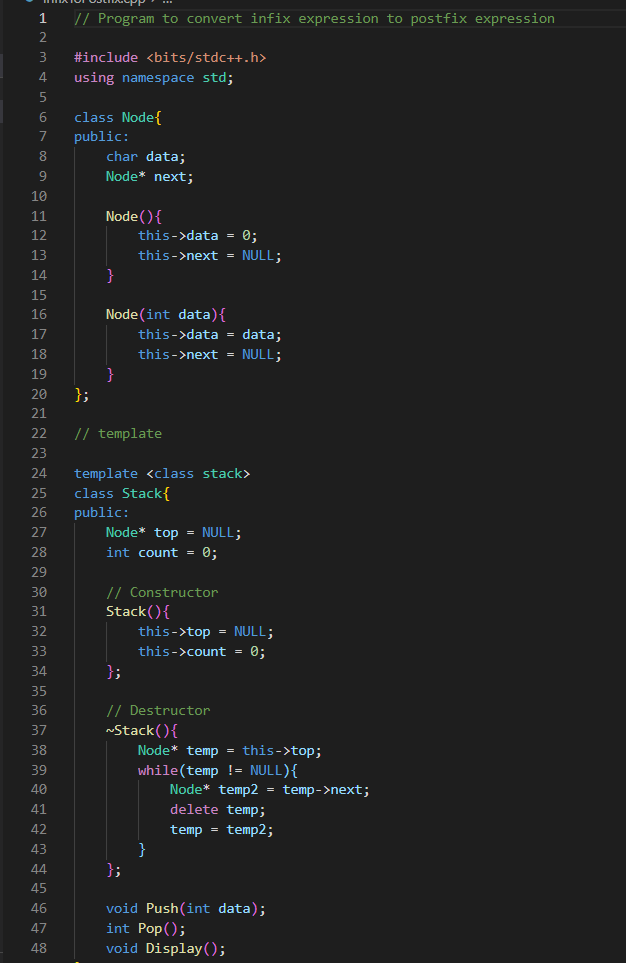 1 // Program to convert infix expression to postfix expression
2
3 #include <bits/stdc++.h>
4 using namespace std;
5
6 class Node{
7 public:
8     char data;
9     Node* next;
10
11     Node(){
12         this->data = 0;
13         this->next = NULL;
14     }
15
16     Node(int data){
17         this->data = data;
18         this->next = NULL;
19     }
20 };
21
22 // template
23
24 template <class stack>
25 class Stack{
26 public:
27     Node* top = NULL;
28     int count = 0;
29
30     // Constructor
31     Stack(){
32         this->top = NULL;
33         this->count = 0;
34     };
35
36     // Destructor
37     ~Stack(){
38         Node* temp = this->top;
39         while(temp != NULL){
40             Node* temp2 = temp->next;
41             delete temp;
42             temp = temp2;
43         }
44     };
45
46     void Push(int data);
47     int Pop();
48     void Display();